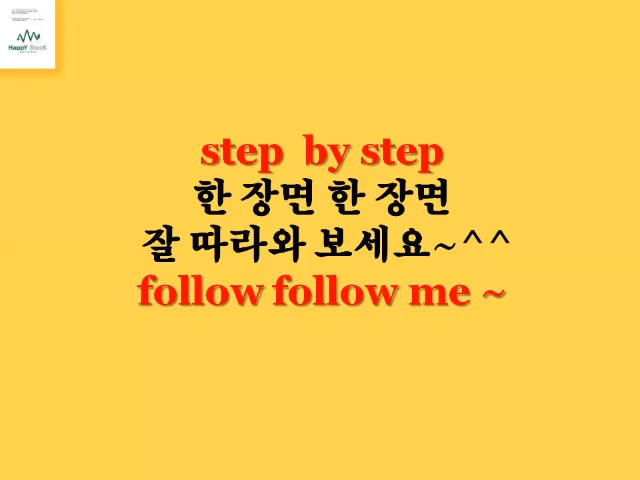 HappY StocK
step by step
한 장면 한 장면
잘 따라와 보세요~^^
follow follow me ~